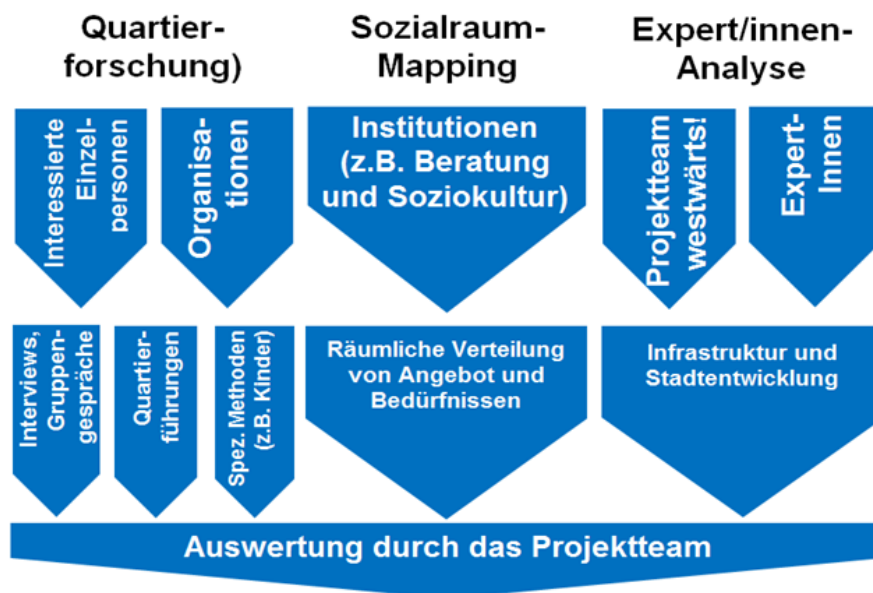 Quartier-
forschung)
Sozialraum-
Mapping
Expert/innen-
Analyse
Interessierte
Einzel-
personen
Organisa-
tionen
Institutionen
(z.B. Beratung
und Soziokultur)
Projektteam
westwärts!
Expert-
Innen
Interviews,
Gruppen-
gespräche
Quartier-
führungen
Spez. Methoden
(z.B. Kinder)
Räumliche Verteilung
von Angebot und
Bedürfnissen
Infrastruktur und
Stadtentwicklung
Auswertung durch das Projektteam